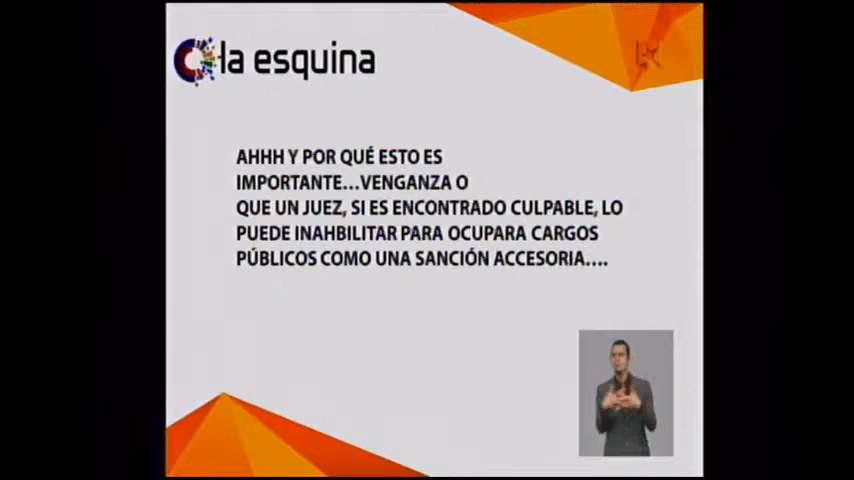 la esquina
AHHH Y POR QUÉ ESTO ES
IMPORTANTE...VENGANZA O
QUE UN JUEZ, SI ES ENCONTRADO CULPABLE, LO
PUEDE INAHBILITAR PARA OCUPARA CARGOS
PÚBLICOS COMO UNA SANCIÓN ACCESORIA....